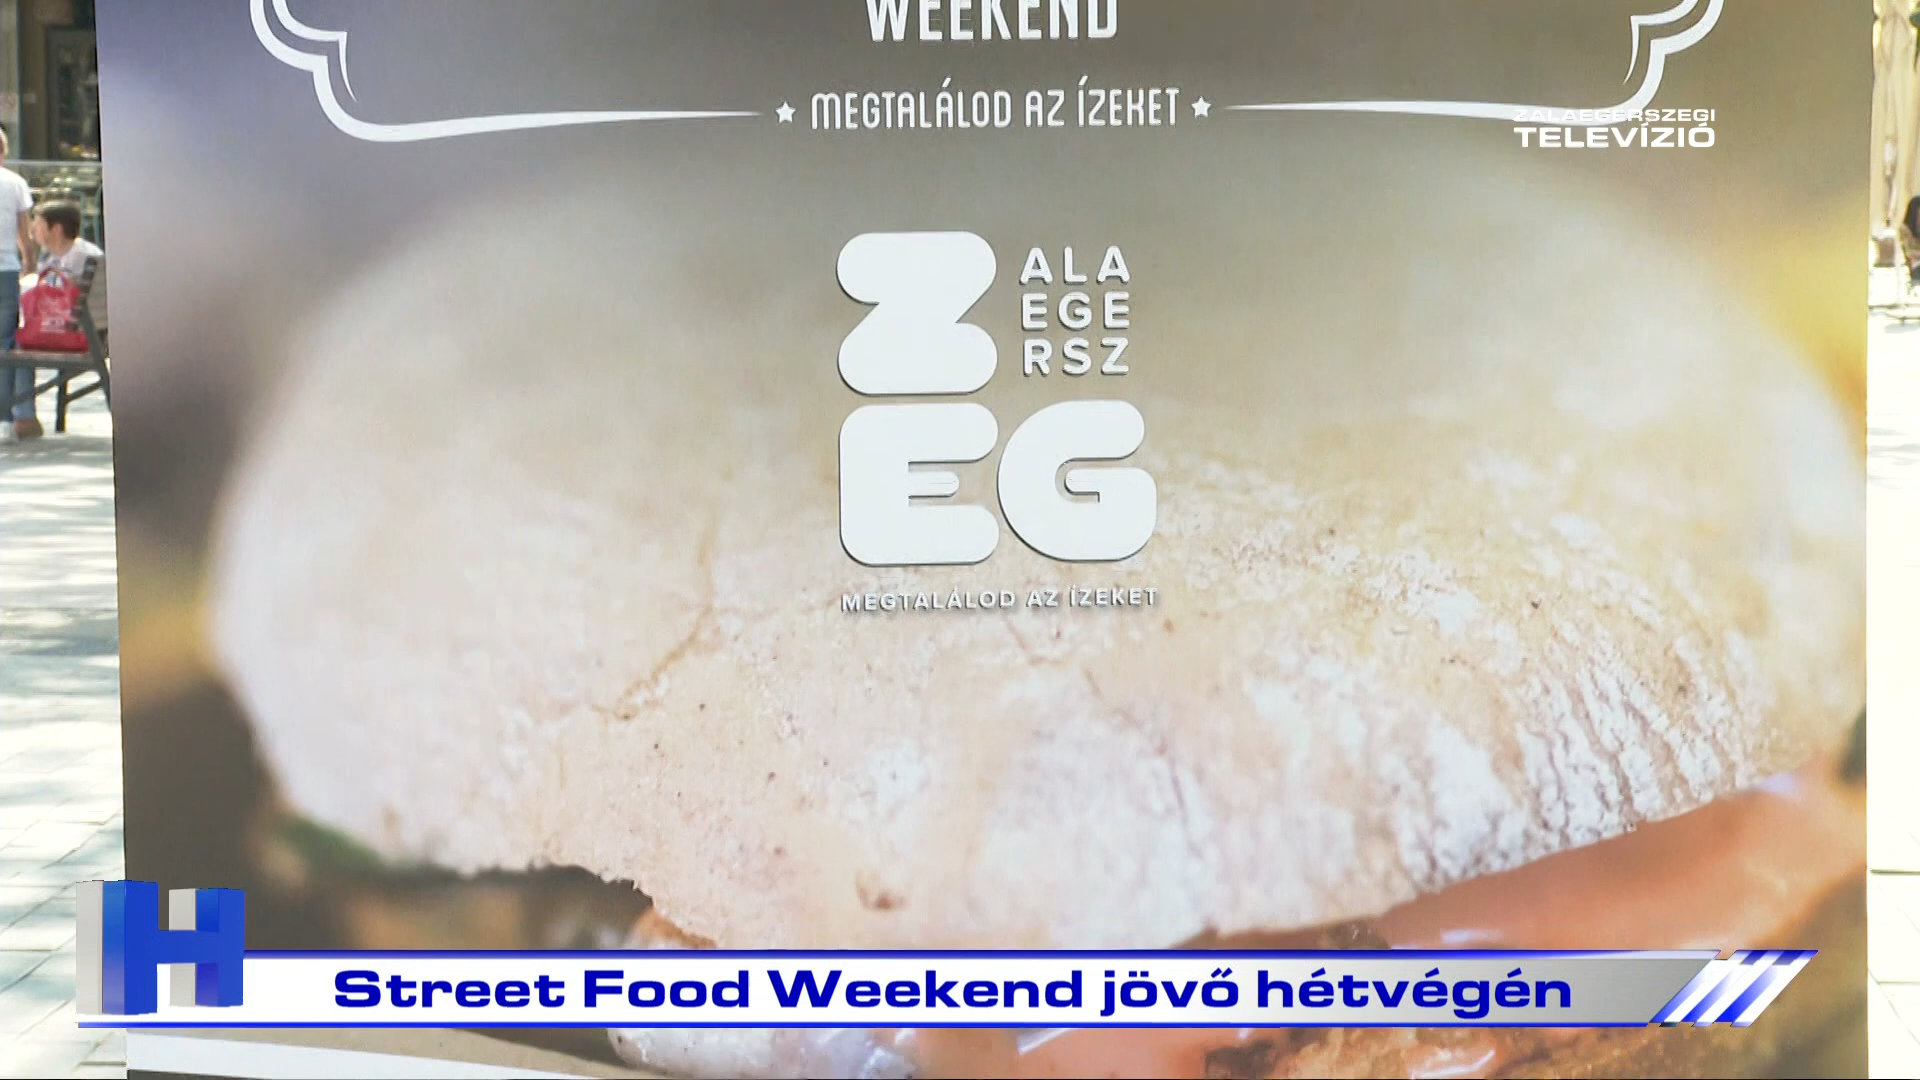 WEEKEND
MEGTALÁLOD AZ ÍZEKET
ZALAEGERSZEGI
TELEVÍZIÓ
Z
ALA
EGE
RSZ
EG
MEGTALÁLOD AZ ÍZEKET
H
Street Food Weekend jövő hétvégén